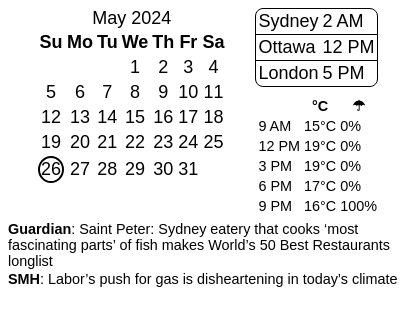 May 2024
Su Mo Tu We Th Fr Sa
1 2 3 4
5 6 7 8 9 10 11
12 13 14 15 16 17 18
19 20 21 22 23 24 25
26 27 28 29 30 31
Sydney 2 AM
Ottawa 12 PM
London 5 PM
°C ☂
9 AM 15°C 0%
12 PM 19°C 0%
3 PM 19°C 0%
6 PM 17°C 0%
9 PM 16°C 100%
Guardian: Saint Peter: Sydney eatery that cooks ‘most
fascinating parts’ of fish makes World’s 50 Best Restaurants
longlist
SMH: Labor’s push for gas is disheartening in today’s climate